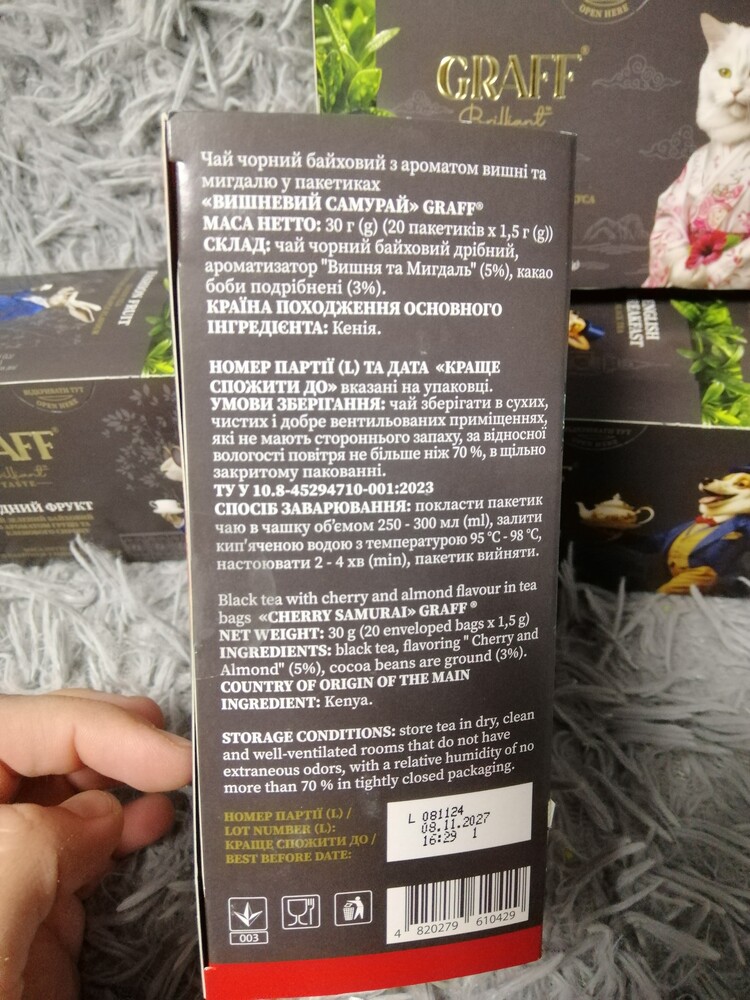 OPEN HERE
GRAFF®
Brilliant™
Чай чорний байховий з ароматом вишні та
мигдалю у пакетиках
«ВИШНЕВИЙ САМУРАЙ» GRAFF®
МАСА НЕТТО: 30 г (g) (20 пакетиків х 1,5 г (g))
СКЛАД: чай чорний байховий дрібний,
ароматизатор "Вишня та Мигдаль" (5%), какао
боби подрібнені (3%).
КРАЇНА ПОХОДЖЕННЯ ОСНОВНОГО
ІНГРЕДІЄНТА: Кенія.
НОМЕР ПАРТІЇ (L) ТА ДАТА «КРАЩЕ
СПОЖИТИ ДО» вказані на упаковці.
УМОВИ ЗБЕРІГАННЯ: чай зберігати в сухих,
чистих і добре вентильованих приміщеннях,
які не мають стороннього запаху, за відносної
вологості повітря не більше ніж 70 %, в щільно
закритому пакованні.
ТУ У 10.8-45294710-001:2023
СПОСІБ ЗАВАРЮВАННЯ: покласти пакетик
чаю в чашку об'ємом 250 - 300 мл (ml), залити
кип'яченою водою з температурою 95 °C - 98 °C,
настоювати 2 - 4 хв (min), пакетик вийняти.
Black tea with cherry and almond flavour in tea
bags «CHERRY SAMURAI» GRAFF®
NET WEIGHT: 30 g (20 enveloped bags x 1,5 g)
INGREDIENTS: black tea, flavoring " Cherry and
Almond" (5%), cocoa beans are ground (3%).
COUNTRY OF ORIGIN OF THE MAIN
INGREDIENT: Kenya.
STORAGE CONDITIONS: store tea in dry, clean
and well-ventilated rooms that do not have
extraneous odors, with a relative humidity of no
more than 70 % in tightly closed packaging.
НОМЕР ПАРТІЇ (L) /
LOT NUMBER (L):
КРАЩЕ СПОЖИТИ ДО /
BEST BEFORE DATE:
L 081124
08.11.2027
16:29 1
003
4 820279 610429
FRUIT
ВІДКРИВАТИ ТУТ
OPEN HERE
AFF
ДНИЙ ФРУКТ
ENGLISH
BREAKFAST